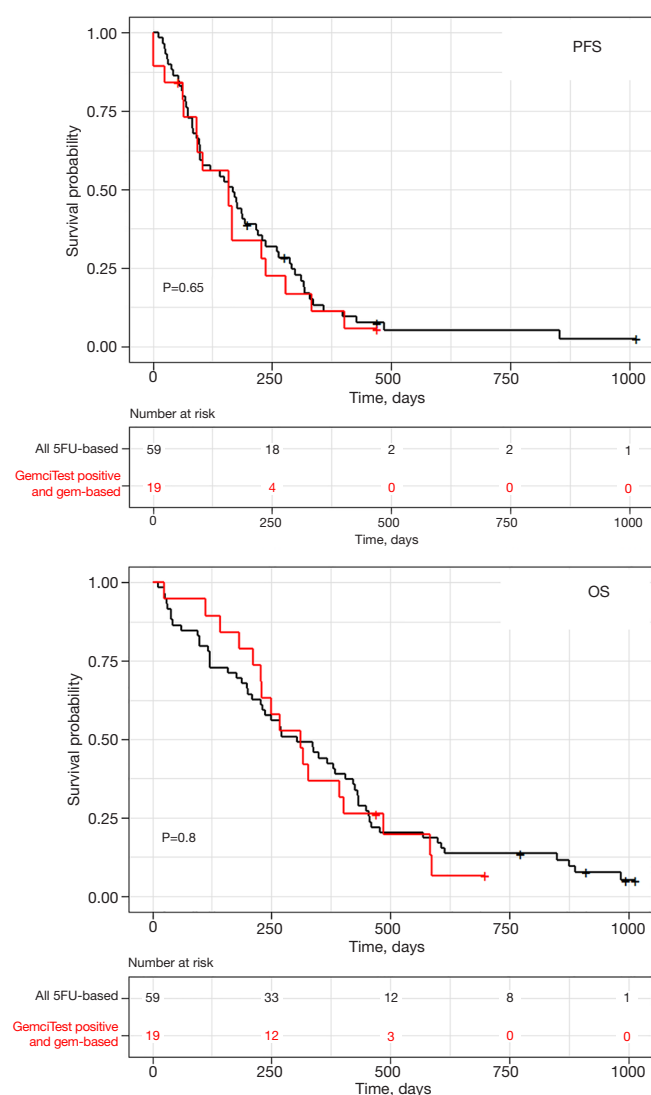 PFS
Survival probability
1.00
0.75
0.50
0.25
0.00
P=0.65
0 250 500 750 1000
Time, days
Number at risk
All 5FU-based 59 18 2 2 1
GemciTest positive
and gem-based 19 4 0 0 0
0 250 500 750 1000
Time, days
OS
Survival probability
1.00
0.75
0.50
0.25
0.00
P=0.8
0 250 500 750 1000
Time, days
Number at risk
All 5FU-based 59 33 12 8 1
GemciTest positive
and gem-based 19 12 3 0 0
0 250 500 750 1000
Time, days